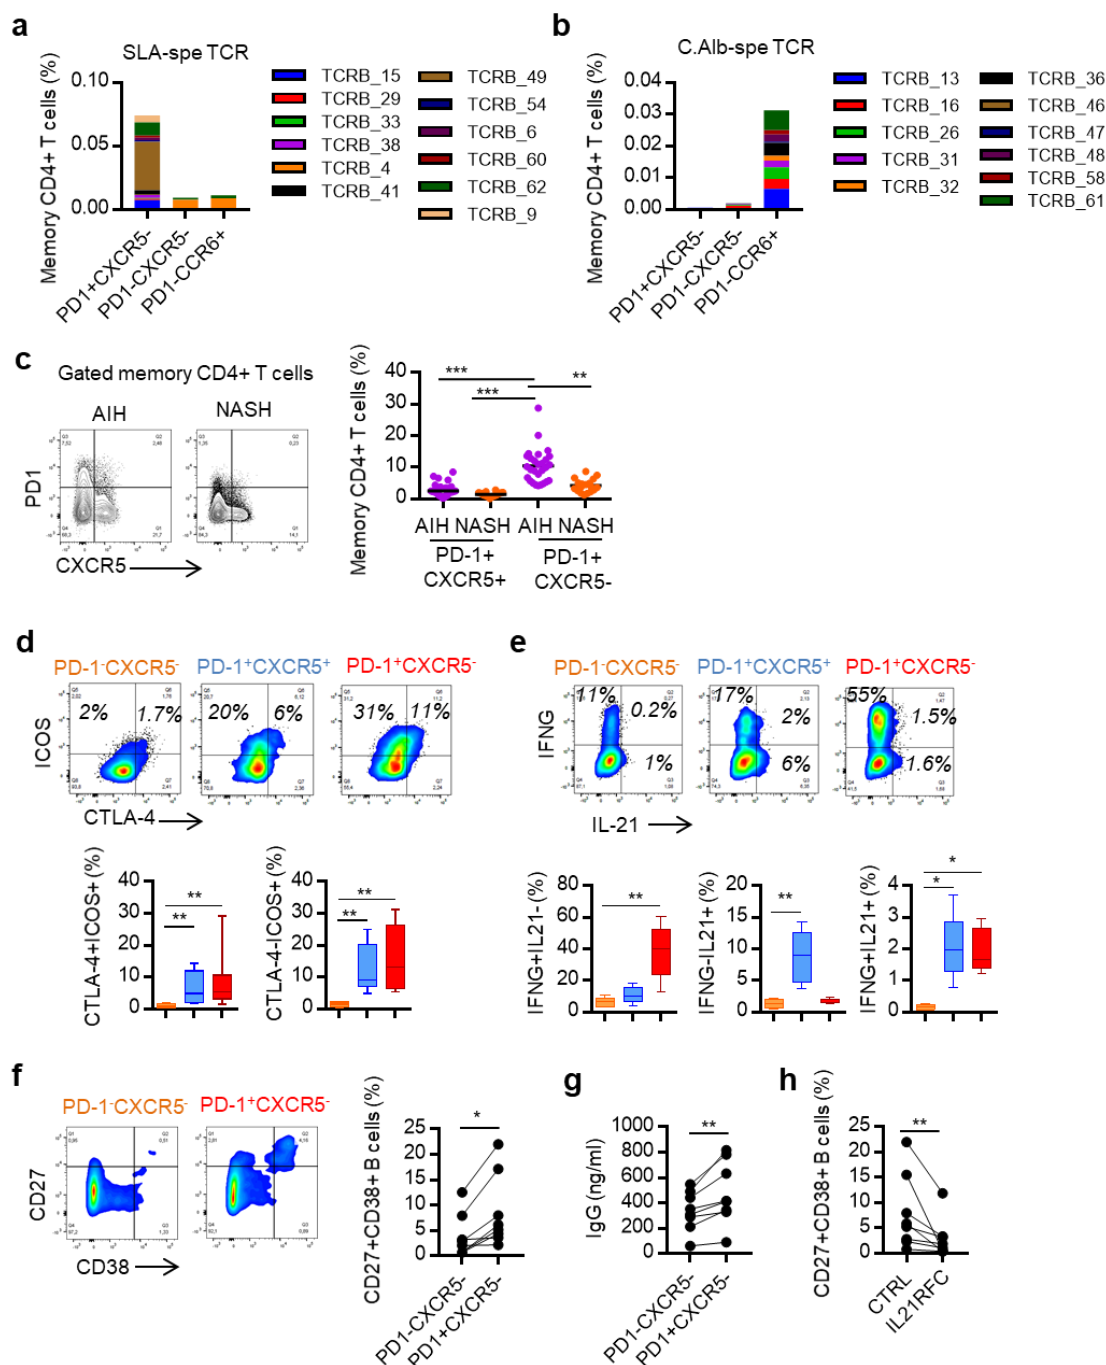 a
SLA-spe TCR
Memory CD4+ T cells (%)
0.10
0.05
0.00
PD1+CXCR5-
PD1-CXCR5-
PD1-CCR6+
TCRB_15
TCRB_29
TCRB_33
TCRB_38
TCRB_4
TCRB_41
TCRB_49
TCRB_54
TCRB_6
TCRB_60
TCRB_62
TCRB_9
b
C.Alb-spe TCR
Memory CD4+ T cells (%)
0.04
0.03
0.02
0.01
0.00
PD1+CXCR5-
PD1-CXCR5-
PD1-CCR6+
TCRB_13
TCRB_16
TCRB_26
TCRB_31
TCRB_32
TCRB_36
TCRB_46
TCRB_47
TCRB_48
TCRB_58
TCRB_61
c
Gated memory CD4+ T cells
AIH NASH
PD1
CXCR5
Memory CD4+ T cells (%)
40
30
20
10
0
*** **
***
AIH NASH AIH NASH
PD-1+ PD-1+
CXCR5+ CXCR5-
d
PD-1-CXCR5- PD-1+CXCR5+ PD-1+CXCR5-
2% 1.7% 20% 6% 31% 11%
ICOS
CTLA-4
CTLA-4+ICOS+ (%)
40
30
20
10
0
**
**
CTLA-4-ICOS+ (%)
40
30
20
10
0
**
**
e
PD-1-CXCR5- PD-1+CXCR5+ PD-1+CXCR5-
11% 0.2% 1% 17% 2% 6% 55% 1.5% 1.6%
IFNG
IL-21
IFNG+IL21- (%)
80
60
40
20
0
**
IFNG-IL21+ (%)
20
15
10
5
0
**
IFNG+IL21+ (%)
4
3
2
1
0
*
*
f
PD-1-CXCR5- PD-1+CXCR5-
CD27
CD38
CD27+CD38+ B cells (%)
25
20
15
10
5
0
*
PD1-CXCR5-
PD1+CXCR5-
g
IgG (ng/ml)
1000
800
600
400
200
0
**
PD1-CXCR5-
PD1+CXCR5-
h
CD27+CD38+ B cells (%)
25
20
15
10
5
0
**
CTRL
IL21RFC